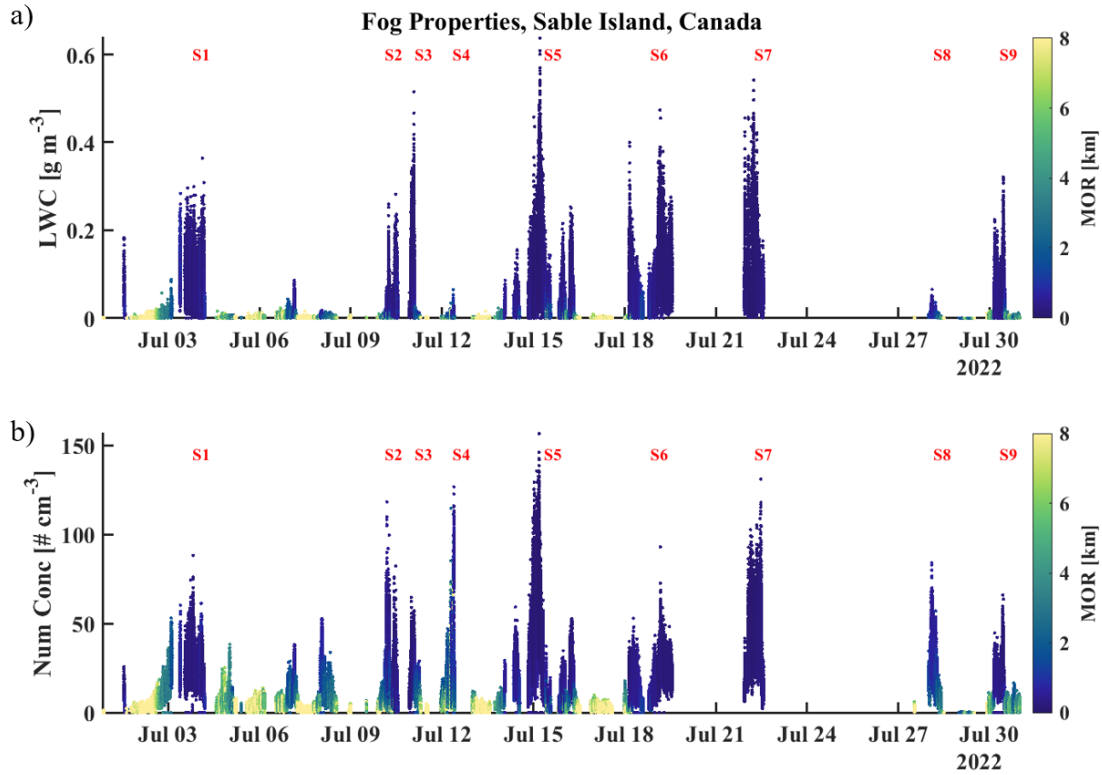 a)
Fog Properties, Sable Island, Canada
S1 S2 S3 S4 S5 S6 S7 S8 S9
LWC [g m-3]
0.6
0.4
0.2
0
Jul 03 Jul 06 Jul 09 Jul 12 Jul 15 Jul 18 Jul 21 Jul 24 Jul 27 Jul 30
2022
8
6
4
2
0
MOR [km]
b)
S1 S2 S3 S4 S5 S6 S7 S8 S9
Num Conc [# cm-3]
150
100
50
0
Jul 03 Jul 06 Jul 09 Jul 12 Jul 15 Jul 18 Jul 21 Jul 24 Jul 27 Jul 30
2022
8
6
4
2
0
MOR [km]